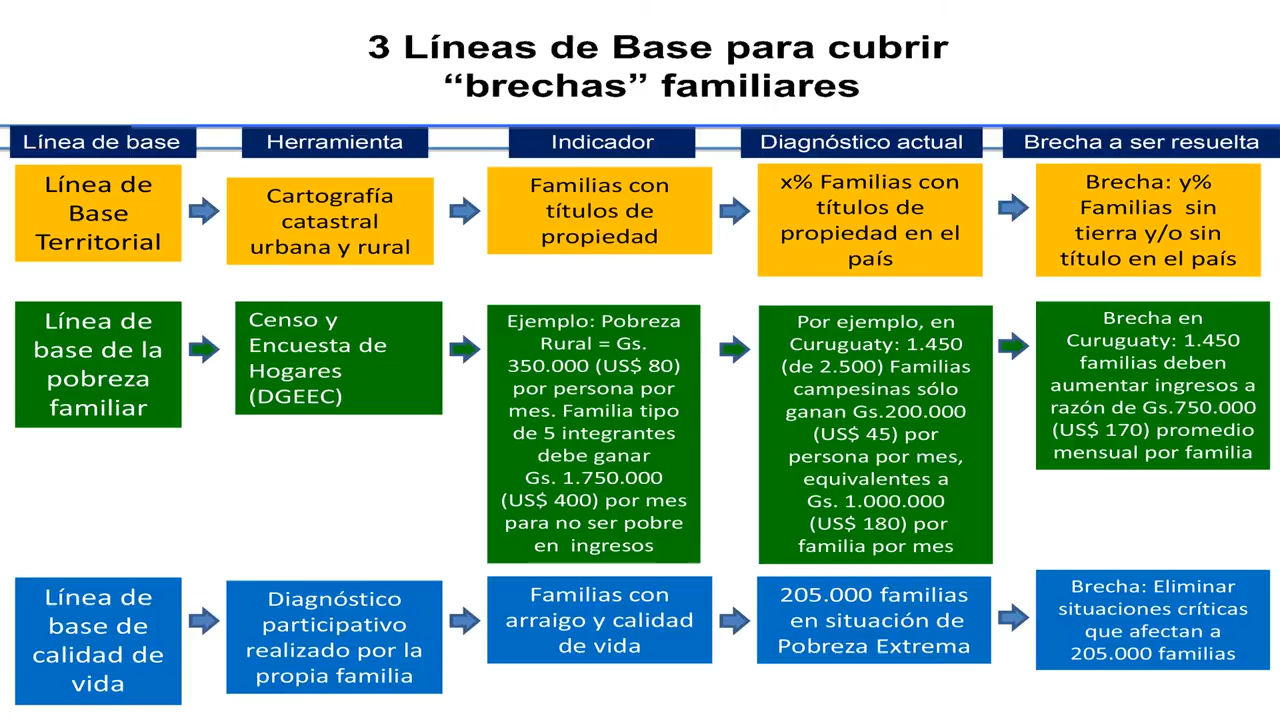 3 Líneas de Base para cubrir
“brechas” familiares
Línea de base
Herramienta
Indicador
Diagnóstico actual
Brecha a ser resuelta
Línea de
Base
Territorial
Cartografía
catastral
urbana y rural
Familias con
títulos de
propiedad
x% Familias con
títulos de
propiedad en el
país
Brecha: y%
Familias sin
tierra y/o sin
título en el país
Línea de
base de la
pobreza
familiar
Censo y
Encuesta de
Hogares
(DGEEC)
Ejemplo: Pobreza
Rural = Gs.
350.000 (US$ 80)
por persona por
mes. Familia tipo
de 5 integrantes
debe ganar
Gs. 1.750.000
(US$ 400) por mes
para no ser pobre
en ingresos
Por ejemplo, en
Curuguaty: 1.450
(de 2.500) Familias
campesinas sólo
ganan Gs.200.000
(US$ 45) por
persona por mes,
equivalentes a
Gs. 1.000.000
(US$ 180) por
familia por mes
Brecha en
Curuguaty: 1.450
familias deben
aumentar ingresos a
razón de Gs.750.000
(US$ 170) promedio
mensual por familia
Línea de
base de
calidad de
vida
Diagnóstico
participativo
realizado por la
propia familia
Familias con
arraigo y calidad
de vida
205.000 familias
en situación de
Pobreza Extrema
Brecha: Eliminar
situaciones críticas
que afectan a
205.000 familias